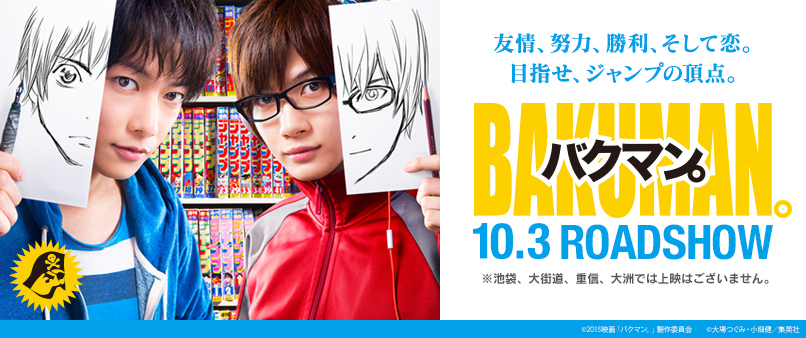 友情、努力、勝利、そして恋。
目指せ、ジャンプの頂点。
BAKUMAN。
バクマン。
10.3 ROADSHOW
※池袋、大街道、重信、大洲では上映はございません。
©2015映画「バクマン。」製作委員会　©大場つぐみ・小畑健／集英社